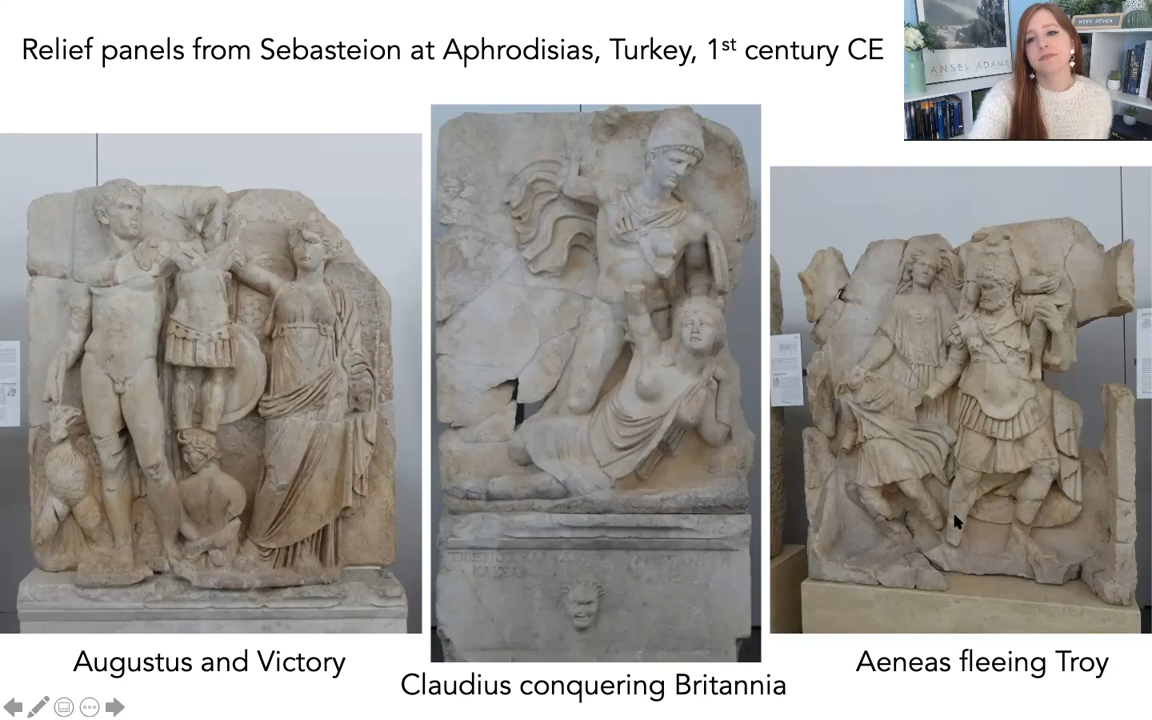 Relief panels from Sebasteion at Aphrodisias, Turkey, 1st century CE
ANSEL ADAMS
Augustus and Victory
Claudius conquering Britannia
Aeneas fleeing Troy